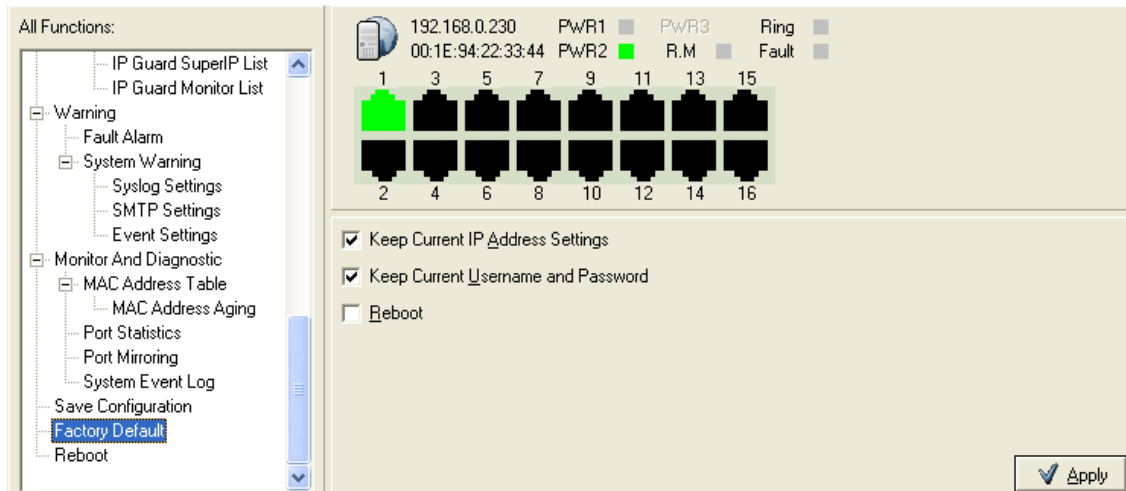 All Functions:
IP Guard SuperIP List
IP Guard Monitor List
Warning
Fault Alarm
System Warning
Syslog Settings
SMTP Settings
Event Settings
Monitor And Diagnostic
MAC Address Table
MAC Address Aging
Port Statistics
Port Mirroring
System Event Log
Save Configuration
Factory Default
Reboot
192.168.0.230 PWR1 PWR3 Ring
00:1E:94:22:33:44 PWR2 R.M Fault
1 3 5 7 9 11 13 15
2 4 6 8 10 12 14 16
Keep Current IP Address Settings
Keep Current Username and Password
Reboot
Apply